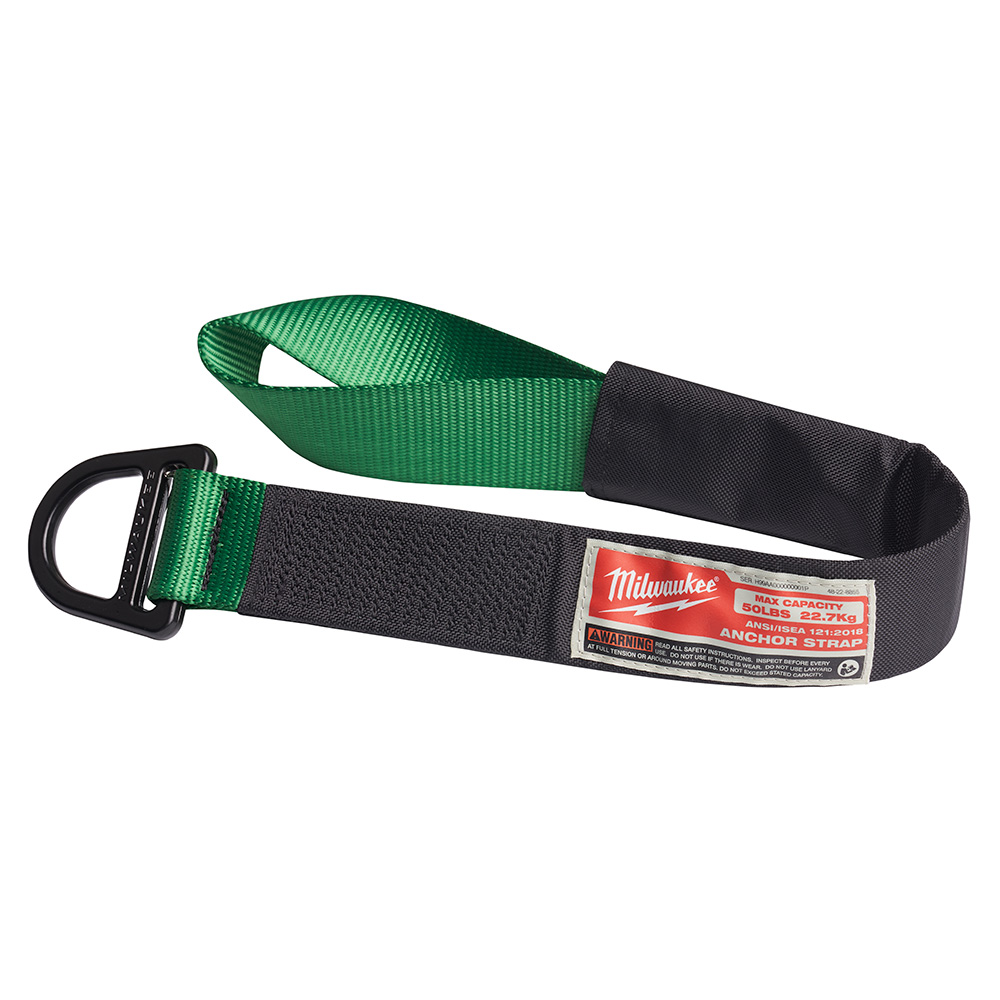 Milwaukee®
SER. H99AA000000001P 48-22-8855
MAX CAPACITY
50LBS 22.7Kg
ANSI/ISEA 121:2018
ANCHOR STRAP
WARNING READ ALL SAFETY INSTRUCTIONS. INSPECT BEFORE EVERY
USE. DO NOT USE IF THERE IS WEAR. DO NOT USE LANYARD
AT FULL TENSION OR AROUND MOVING PARTS. DO NOT EXCEED STATED CAPACITY.